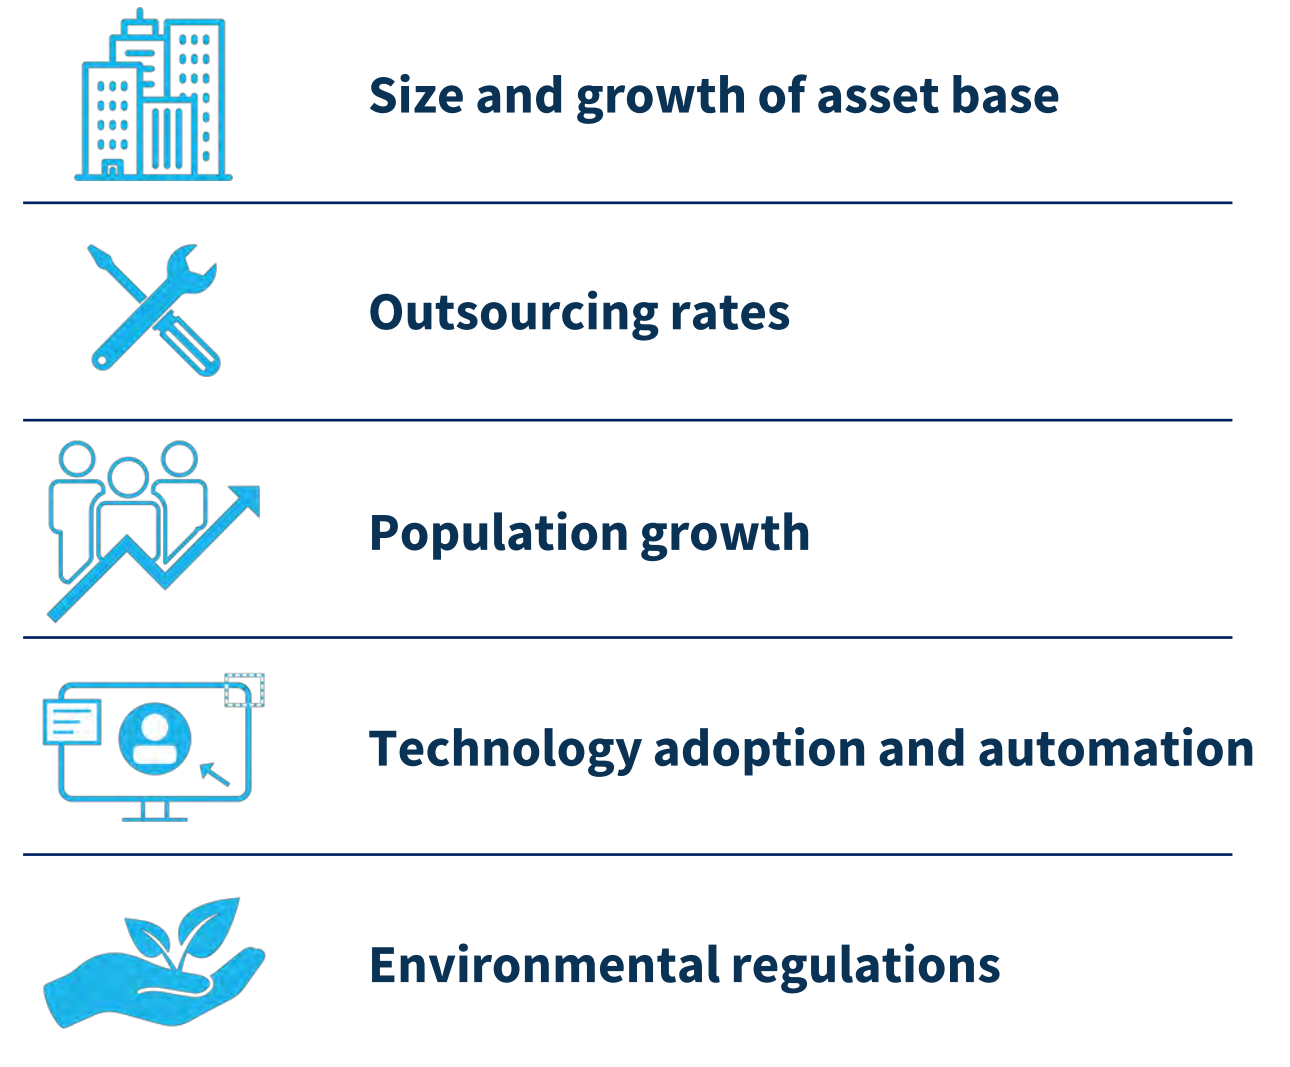 Size and growth of asset base
Outsourcing rates
Population growth
Technology adoption and automation
Environmental regulations